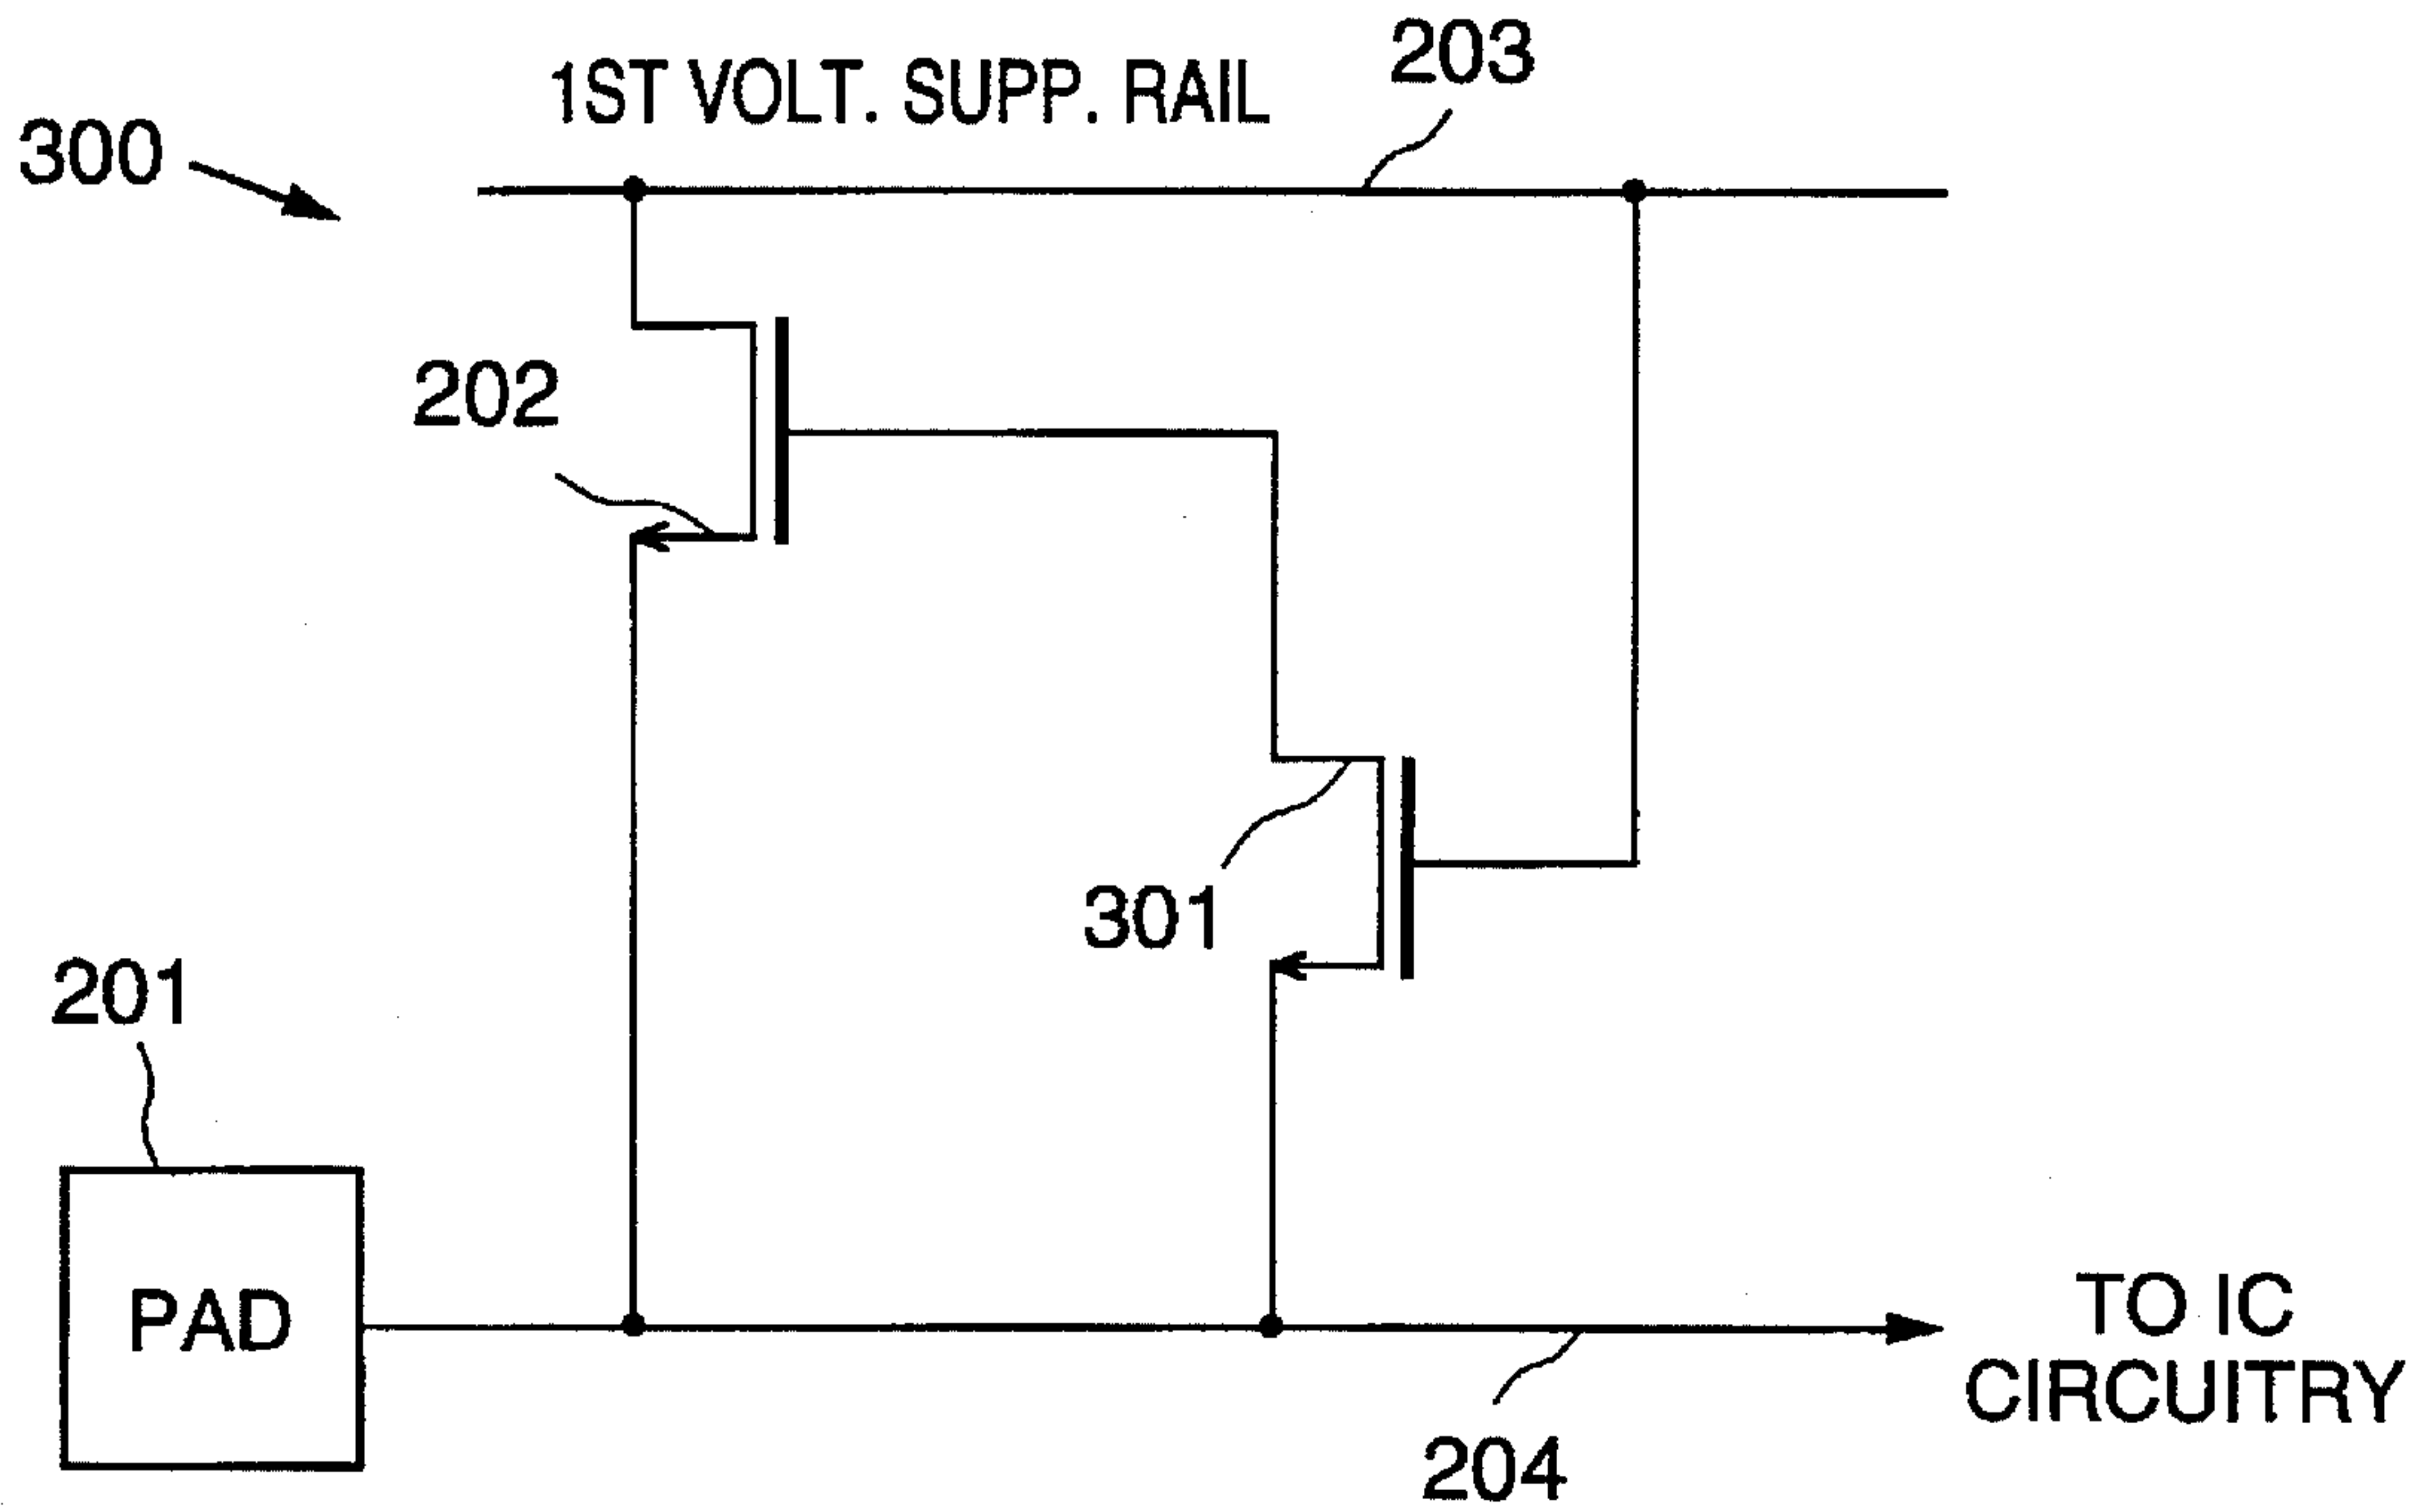 203
1ST VOLT. SUPP. RAIL
300
202
301
201
PAD
TO IC
CIRCUITRY
204